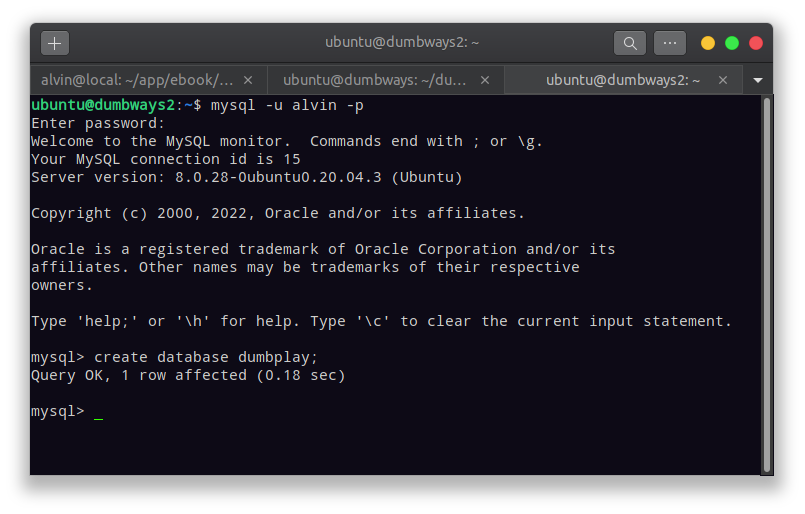 ubuntu@dumbways2: ~
alvin@local: ~/app/ebook/...
ubuntu@dumbways: ~/du...
ubuntu@dumbways2: ~
ubuntu@dumbways2:~$ mysql -u alvin -p
Enter password:
Welcome to the MySQL monitor.  Commands end with ; or \g.
Your MySQL connection id is 15
Server version: 8.0.28-0ubuntu0.20.04.3 (Ubuntu)
Copyright (c) 2000, 2022, Oracle and/or its affiliates.
Oracle is a registered trademark of Oracle Corporation and/or its
affiliates. Other names may be trademarks of their respective
owners.
Type 'help;' or '\h' for help. Type '\c' to clear the current input statement.
mysql> create database dumbplay;
Query OK, 1 row affected (0.18 sec)
mysql> _